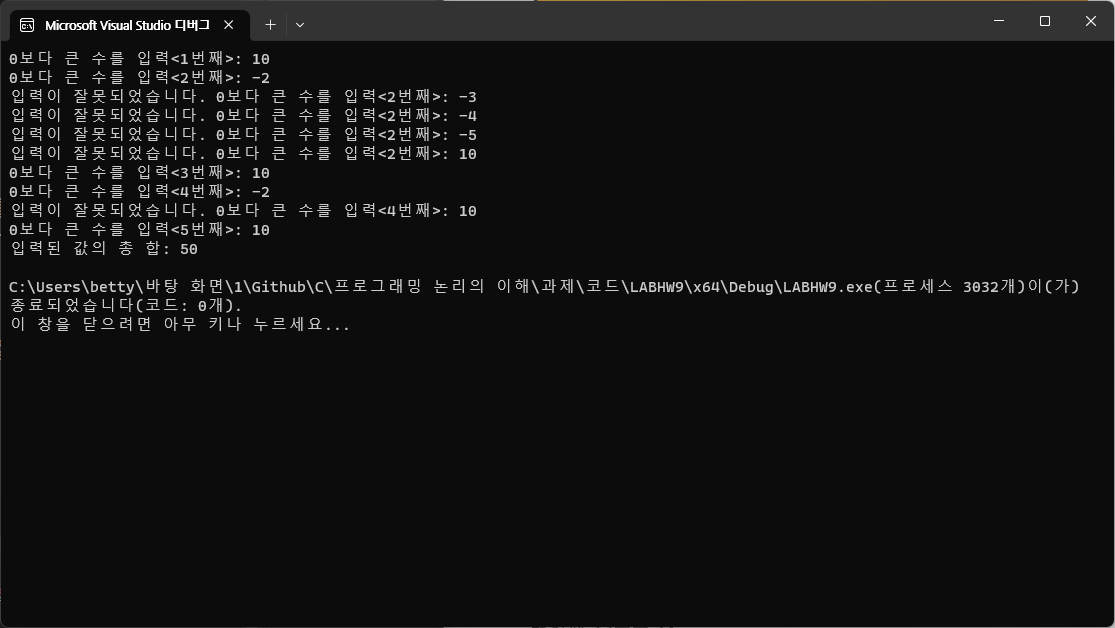 Microsoft Visual Studio 디버그
0보다 큰 수를 입력<1번째>: 10
0보다 큰 수를 입력<2번째>: -2
입력이 잘못되었습니다. 0보다 큰 수를 입력<2번째>: -3
입력이 잘못되었습니다. 0보다 큰 수를 입력<2번째>: -4
입력이 잘못되었습니다. 0보다 큰 수를 입력<2번째>: -5
입력이 잘못되었습니다. 0보다 큰 수를 입력<2번째>: 10
0보다 큰 수를 입력<3번째>: 10
0보다 큰 수를 입력<4번째>: -2
입력이 잘못되었습니다. 0보다 큰 수를 입력<4번째>: 10
0보다 큰 수를 입력<5번째>: 10
입력된 값의 총 합: 50
C:\Users\betty\바탕 화면\1\Github\C\프로그래밍 논리의 이해\과제\코드\LABHW9\x64\Debug\LABHW9.exe(프로세스 3032개)이(가)
종료되었습니다(코드: 0개).
이 창을 닫으려면 아무 키나 누르세요...